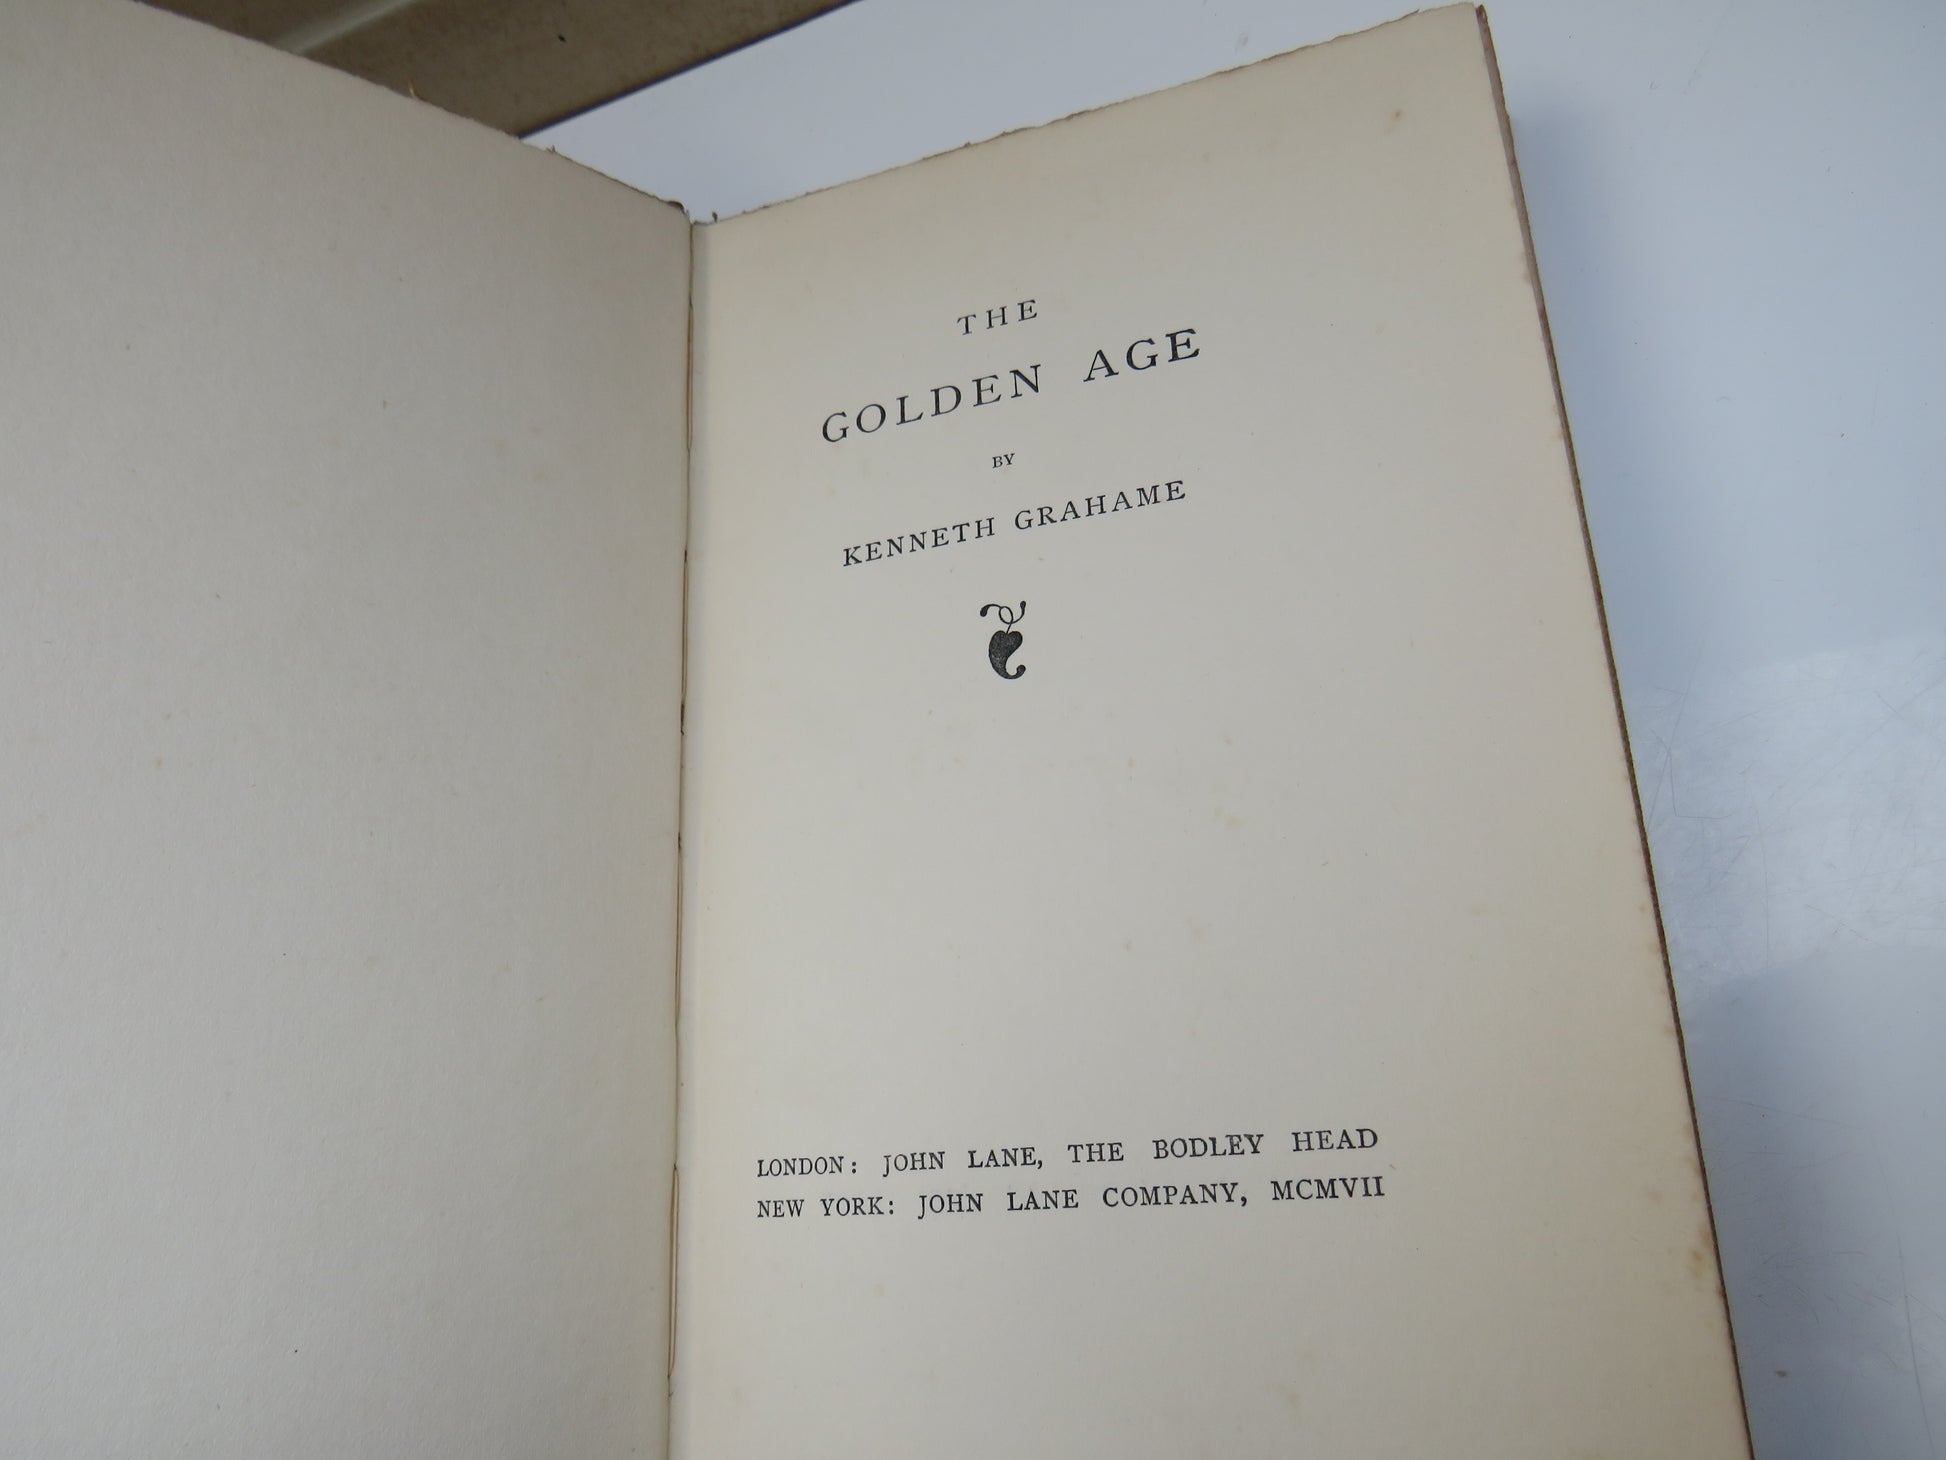 THE
GOLDEN AGE
BY
KENNETH GRAHAME
LONDON: JOHN LANE, THE BODLEY HEAD
NEW YORK: JOHN LANE COMPANY, MCMVII